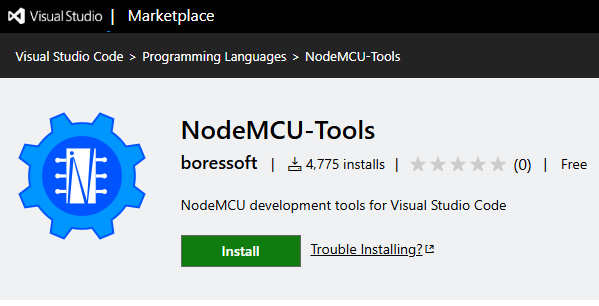 Visual Studio | Marketplace
Visual Studio Code > Programming Languages > NodeMCU-Tools
NodeMCU-Tools
boressoft | 4,775 installs | (0) | Free
NodeMCU development tools for Visual Studio Code
Install Trouble Installing?